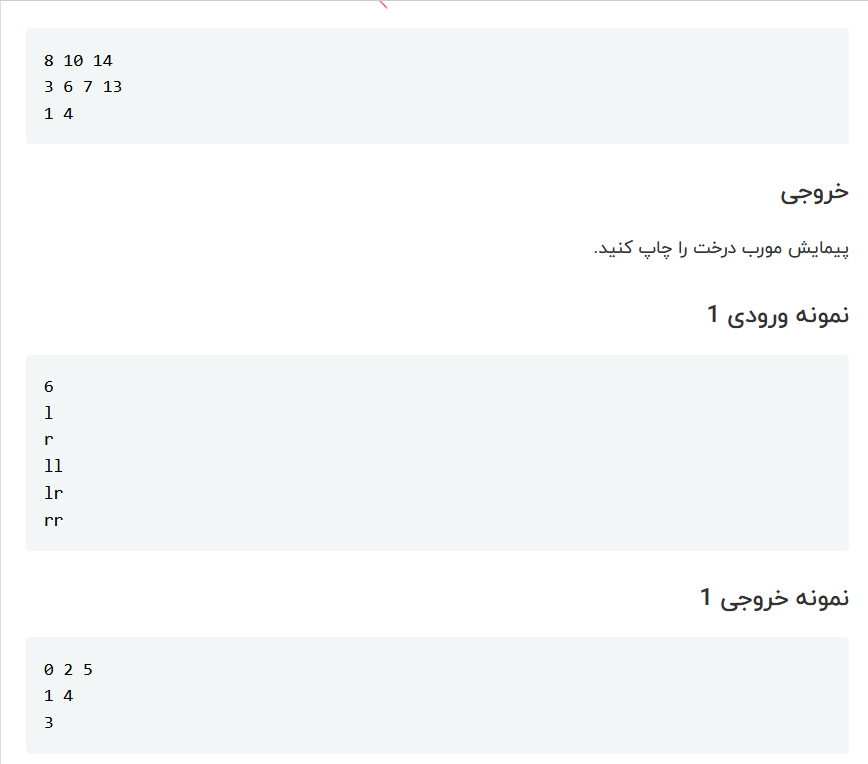 8 10 14
3 6 7 13
1 4
خروجی
پیمایش مورب درخت را چاپ کنید.
نمونه ورودی 1
6
l
r
ll
lr
rr
نمونه خروجی 1
0 2 5
1 4
3